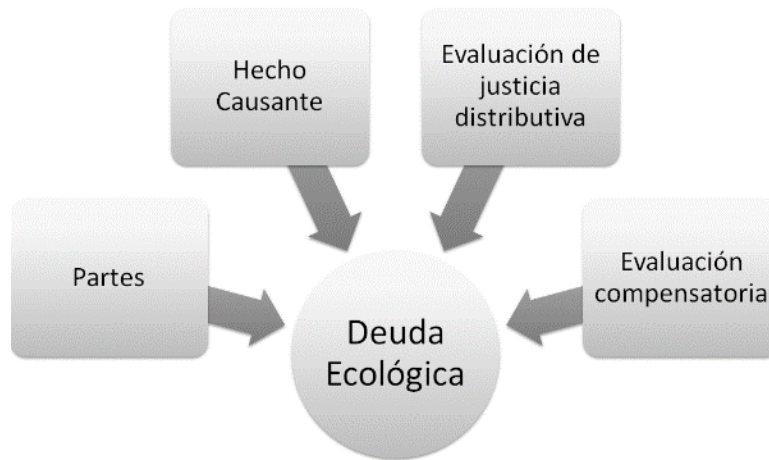 Hecho
Causante
Evaluación de
justicia
distributiva
Partes
Evaluación
compensatoria
Deuda
Ecológica